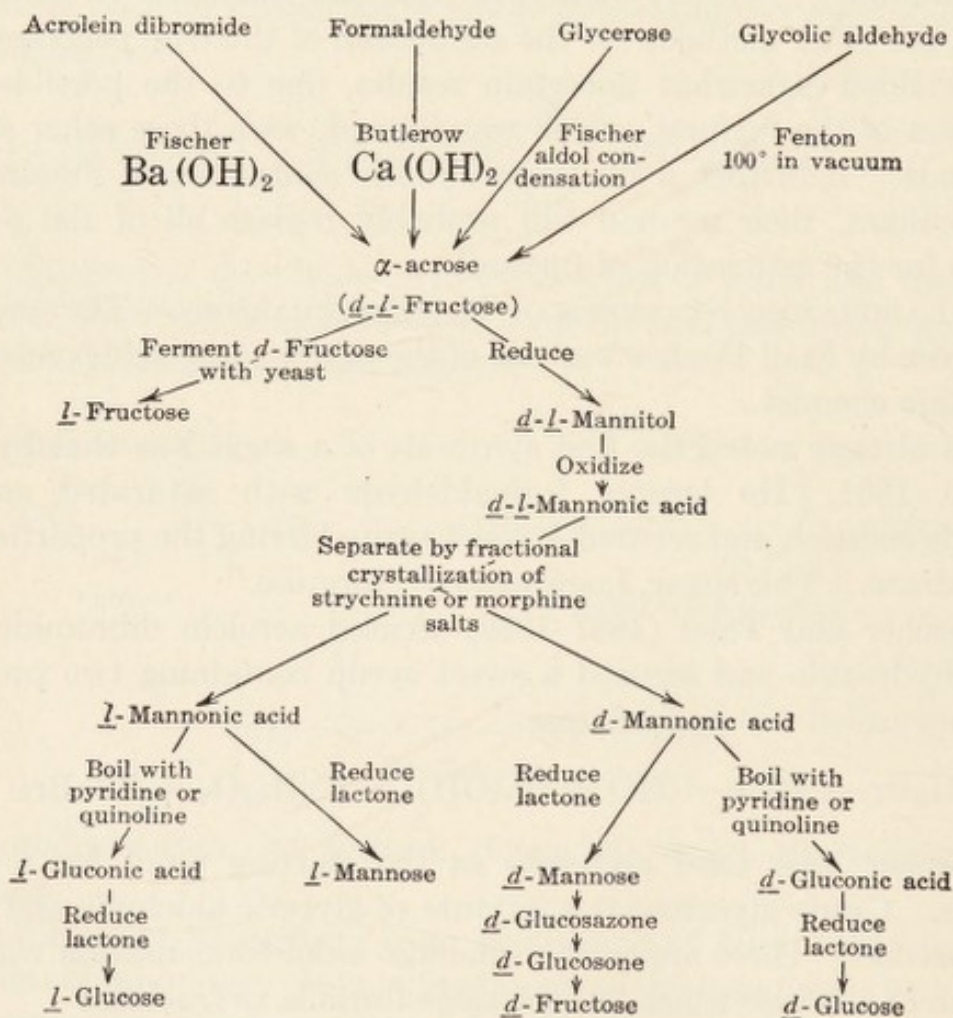 Acrolein dibromide Formaldehyde Glycerose Glycolic aldehyde
Fischer
Ba (OH)₂
Butlerow
Ca (OH)₂
Fischer
aldol con-
densation
Fenton
100° in vacuum
α-acrose
(d-l-Fructose)
Ferment d-Fructose
with yeast
Reduce
l-Fructose
d-l-Mannitol
Oxidize
d-l-Mannonic acid
Separate by fractional
crystallization of
strychnine or morphine
salts
l-Mannonic acid
d-Mannonic acid
Boil with
pyridine or
quinoline
Reduce
lactone
Reduce
lactone
Boil with
pyridine or
quinoline
l-Gluconic acid
l-Mannose
d-Mannose
d-Gluconic acid
Reduce
lactone
d-Glucosazone
d-Glucosone
Reduce
lactone
l-Glucose
d-Fructose
d-Glucose